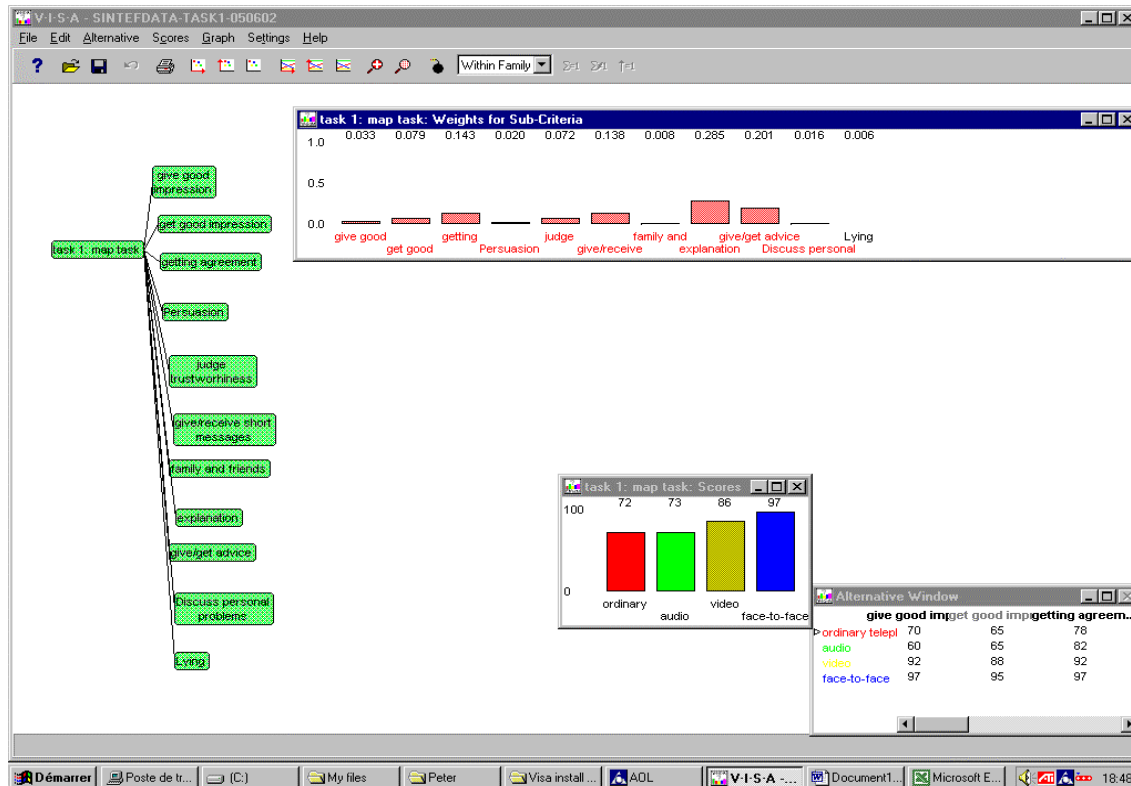 V·I·S·A - SINTEFDATA-TASK1-050602
File Edit Alternative Scores Graph Settings Help
? Within Family Σ=1 Σ≠1 ↑=1
task 1: map task
give good
impression
get good impression
getting agreement
Persuasion
judge
trustworhiness
give/receive short
messages
family and friends
explanation
give/get advice
Discuss personal
problems
Lying
task 1: map task: Weights for Sub-Criteria
0.033 0.079 0.143 0.020 0.072 0.138 0.008 0.285 0.201 0.016 0.006
1.0
0.5
0.0
give good getting judge family and give/get advice Lying
get good Persuasion give/receive explanation Discuss personal
task 1: map task: Scores
72 73 86 97
100
0
ordinary video
audio face-to-face
Alternative Window
give good imp get good impr getting agreem...
ordinary telepl 70 65 78
audio 60 65 82
video 92 88 92
face-to-face 97 95 97
Démarrer Poste de tr... (C:) My files Peter Visa install ... AOL V·I·S·A -... Document1... Microsoft E... ATI 18:48